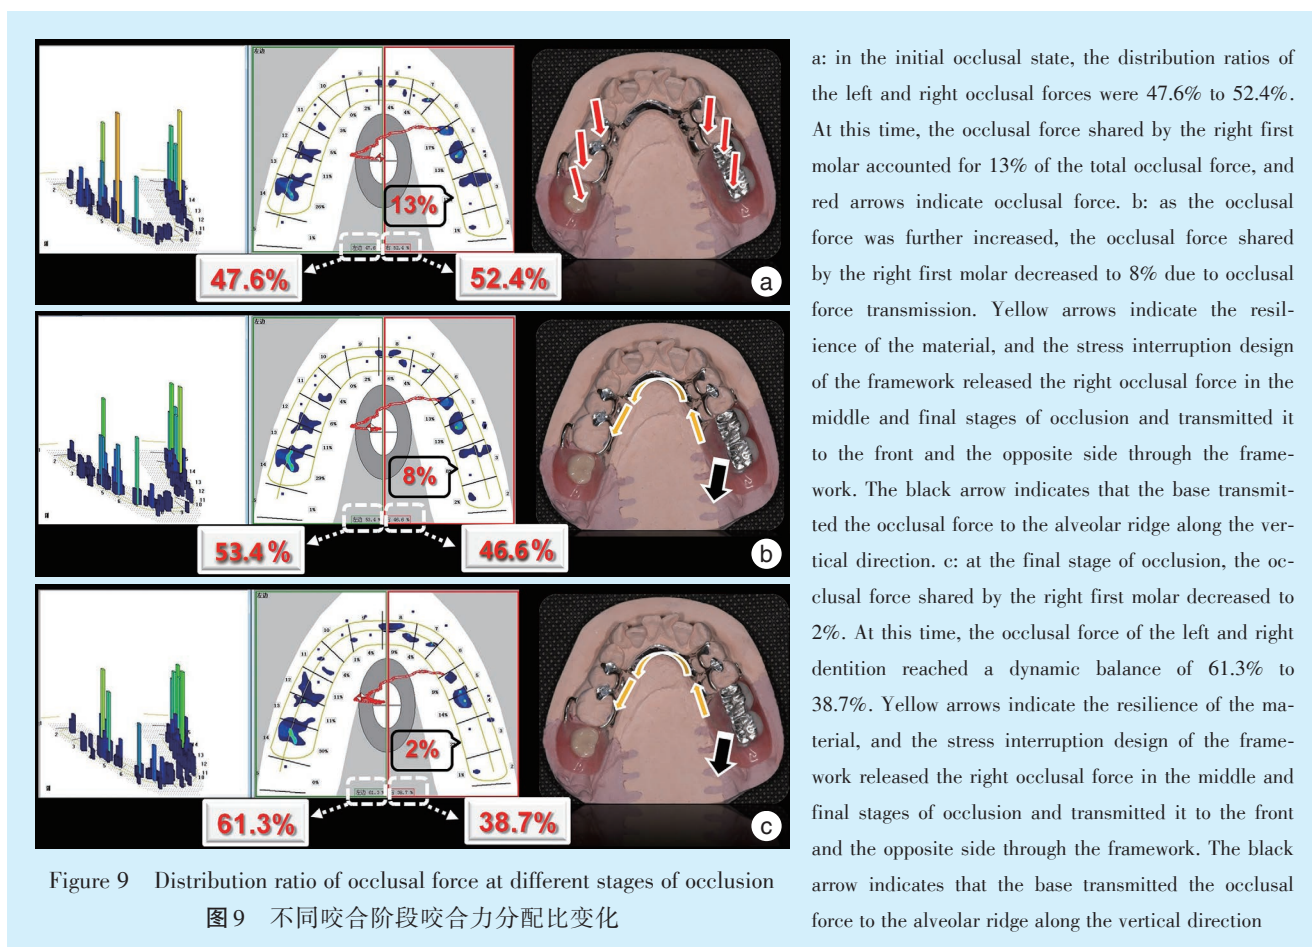 左边
13%
47.6%
52.4%
a
左边
8%
53.4%
46.6%
b
左边
2%
61.3%
38.7%
c
Figure 9 Distribution ratio of occlusal force at different stages of occlusion
图9 不同咬合阶段咬合力分配比变化
a: in the initial occlusal state, the distribution ratios of
the left and right occlusal forces were 47.6% to 52.4%.
At this time, the occlusal force shared by the right first
molar accounted for 13% of the total occlusal force, and
red arrows indicate occlusal force. b: as the occlusal
force was further increased, the occlusal force shared
by the right first molar decreased to 8% due to occlusal
force transmission. Yellow arrows indicate the resil-
ience of the material, and the stress interruption design
of the framework released the right occlusal force in the
middle and final stages of occlusion and transmitted it
to the front and the opposite side through the frame-
work. The black arrow indicates that the base transmit-
ted the occlusal force to the alveolar ridge along the ver-
tical direction. c: at the final stage of occlusion, the oc-
clusal force shared by the right first molar decreased to
2%. At this time, the occlusal force of the left and right
dentition reached a dynamic balance of 61.3% to
38.7%. Yellow arrows indicate the resilience of the ma-
terial, and the stress interruption design of the frame-
work released the right occlusal force in the middle and
final stages of occlusion and transmitted it to the front
and the opposite side through the framework. The black
arrow indicates that the base transmitted the occlusal
force to the alveolar ridge along the vertical direction